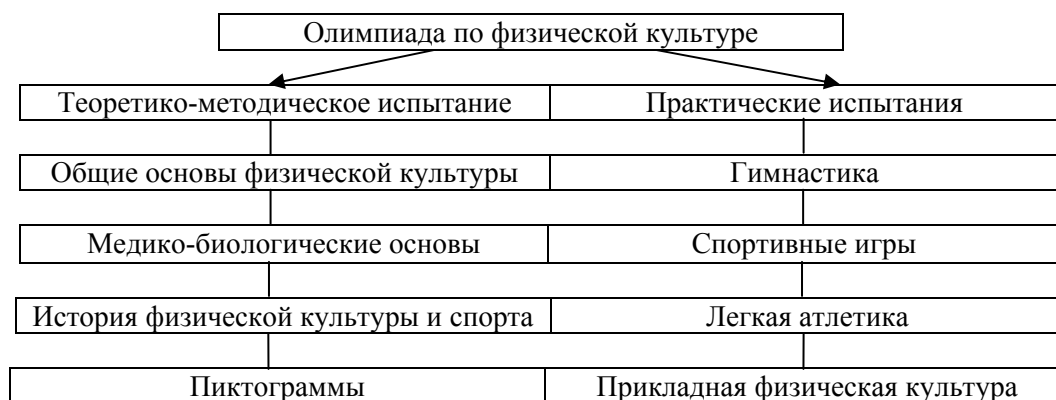 Олимпиада по физической культуре
Теоретико-методическое испытание
Практические испытания
Общие основы физической культуры
Гимнастика
Медико-биологические основы
Спортивные игры
История физической культуры и спорта
Легкая атлетика
Пиктограммы
Прикладная физическая культура